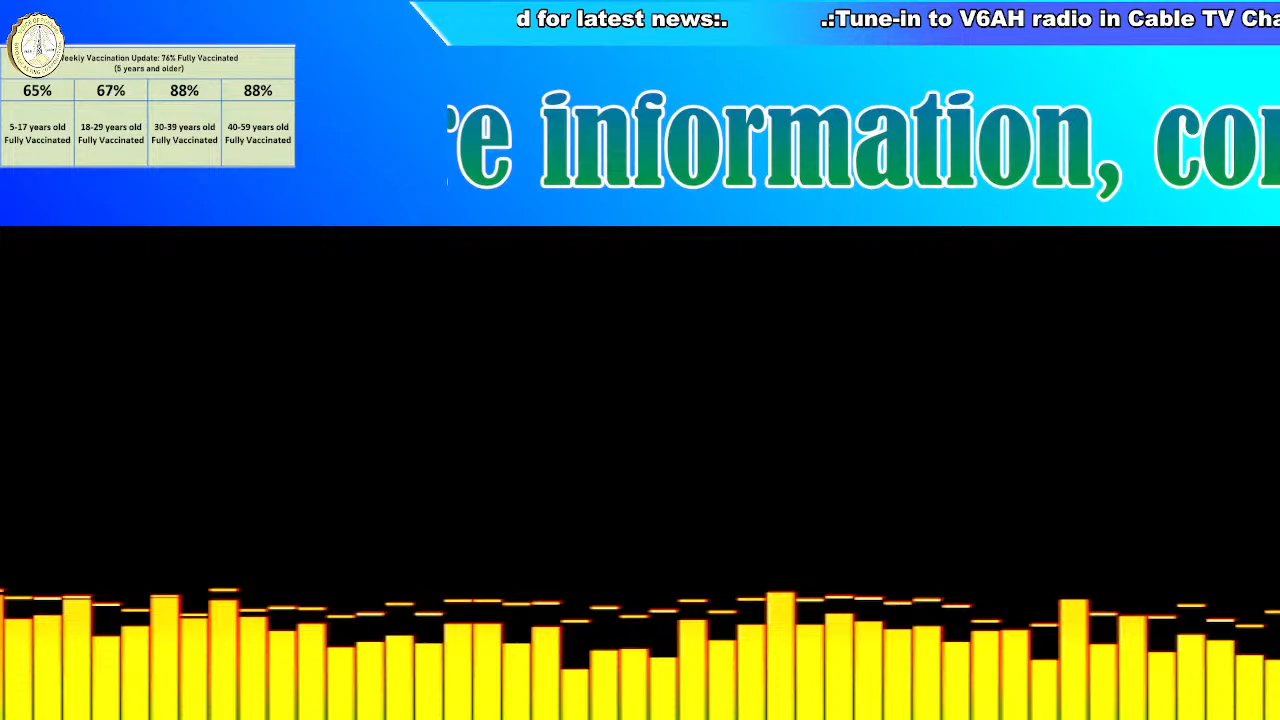 d for latest news:.
.:Tune-in to V6AH radio in Cable TV Cha
eekly Vaccination Update: 76% Fully Vaccinated
(5 years and older)
65% 67% 88% 88%
5-17 years old 18-29 years old 30-39 years old 40-59 years old
Fully Vaccinated Fully Vaccinated Fully Vaccinated Fully Vaccinated
e information, co